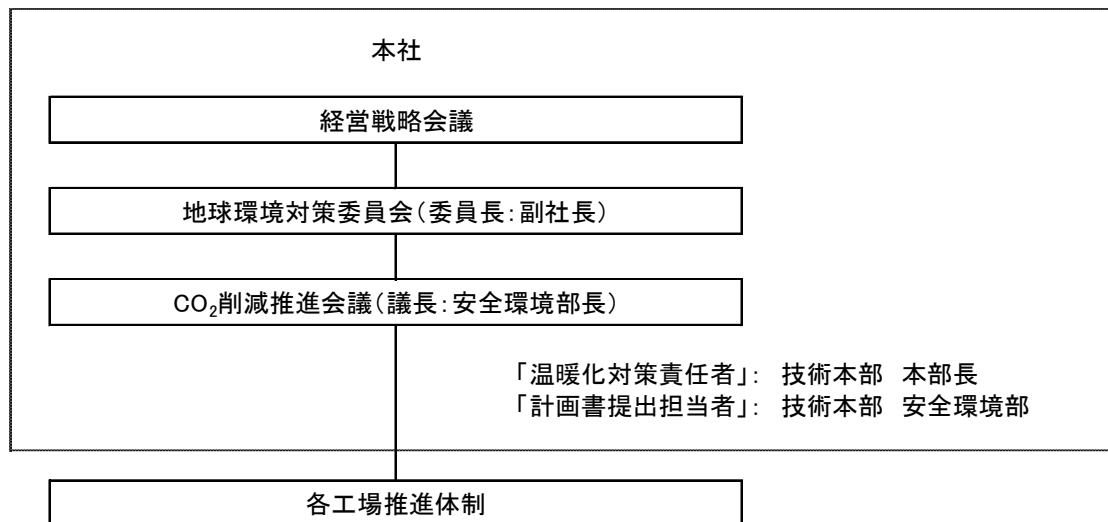 本社
経営戦略会議
地球環境対策委員会(委員長:副社長)
CO₂削減推進会議(議長:安全環境部長)
「温暖化対策責任者」: 技術本部 本部長
「計画書提出担当者」: 技術本部 安全環境部
各工場推進体制